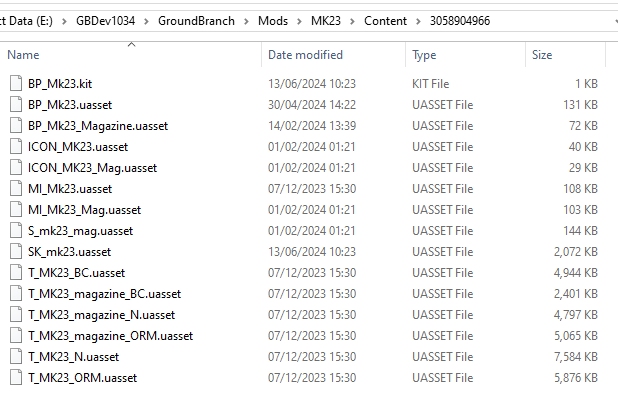 ct Data (E:) > GBDev1034 > GroundBranch > Mods > MK23 > Content > 3058904966
Name Date modified Type Size
BP_Mk23.kit 13/06/2024 10:23 KIT File 1 KB
BP_Mk23.uasset 30/04/2024 14:22 UASSET File 131 KB
BP_Mk23_Magazine.uasset 14/02/2024 13:39 UASSET File 72 KB
ICON_MK23.uasset 01/02/2024 01:21 UASSET File 40 KB
ICON_MK23_Mag.uasset 01/02/2024 01:21 UASSET File 29 KB
MI_Mk23.uasset 07/12/2023 15:30 UASSET File 108 KB
MI_Mk23_Mag.uasset 01/02/2024 01:21 UASSET File 103 KB
S_mk23_mag.uasset 01/02/2024 01:21 UASSET File 144 KB
SK_mk23.uasset 13/06/2024 10:23 UASSET File 2,072 KB
T_MK23_BC.uasset 07/12/2023 15:30 UASSET File 4,944 KB
T_MK23_magazine_BC.uasset 07/12/2023 15:30 UASSET File 2,401 KB
T_MK23_magazine_N.uasset 07/12/2023 15:30 UASSET File 4,797 KB
T_MK23_magazine_ORM.uasset 07/12/2023 15:30 UASSET File 5,065 KB
T_MK23_N.uasset 07/12/2023 15:30 UASSET File 7,584 KB
T_MK23_ORM.uasset 07/12/2023 15:30 UASSET File 5,876 KB